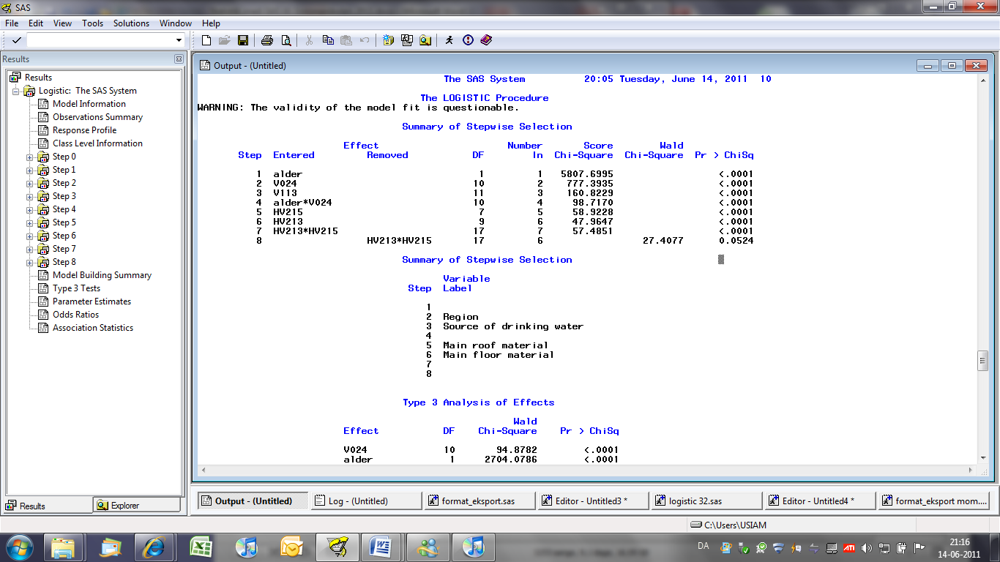 SAS
File Edit View Tools Solutions Window Help
Results
Results
Logistic: The SAS System
Model Information
Observations Summary
Response Profile
Class Level Information
Step 0
Step 1
Step 2
Step 3
Step 4
Step 5
Step 6
Step 7
Step 8
Model Building Summary
Type 3 Tests
Parameter Estimates
Odds Ratios
Association Statistics
Results
Explorer
Output - (Untitled)
The SAS System 20:05 Tuesday, June 14, 2011 10
The LOGISTIC Procedure
WARNING: The validity of the model fit is questionable.
Summary of Stepwise Selection
Effect Number Score Wald
Step Entered Removed DF In Chi-Square Chi-Square Pr > ChiSq
1 alder 1 1 5807.6995 <.0001
2 V024 10 2 777.3935 <.0001
3 V113 11 3 160.8229 <.0001
4 alder*V024 10 4 98.7170 <.0001
5 HV215 7 5 58.9228 <.0001
6 HV213 9 6 47.9647 <.0001
7 HV213*HV215 17 7 57.4851 <.0001
8 HV213*HV215 17 6 27.4077 0.0524
Summary of Stepwise Selection
Variable
Step Label
1
2 Region
3 Source of drinking water
4
5 Main roof material
6 Main floor material
7
8
Type 3 Analysis of Effects
Wald
Effect DF Chi-Square Pr > ChiSq
V024 10 94.8782 <.0001
alder 1 2704.0786 <.0001
Output - (Untitled)
Log - (Untitled)
format_eksport.sas
Editor - Untitled3 *
logistic 32.sas
Editor - Untitled4 *
format_eksport mom....
C:\Users\USIAM
DA
ATI
21:16
14-06-2011